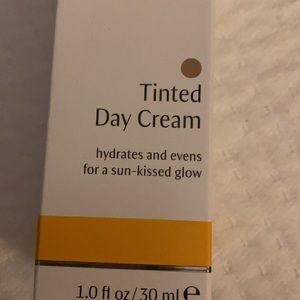 Tinted
Day Cream
hydrates and evens
for a sun-kissed glow
1.0 fl oz/30 ml ℮